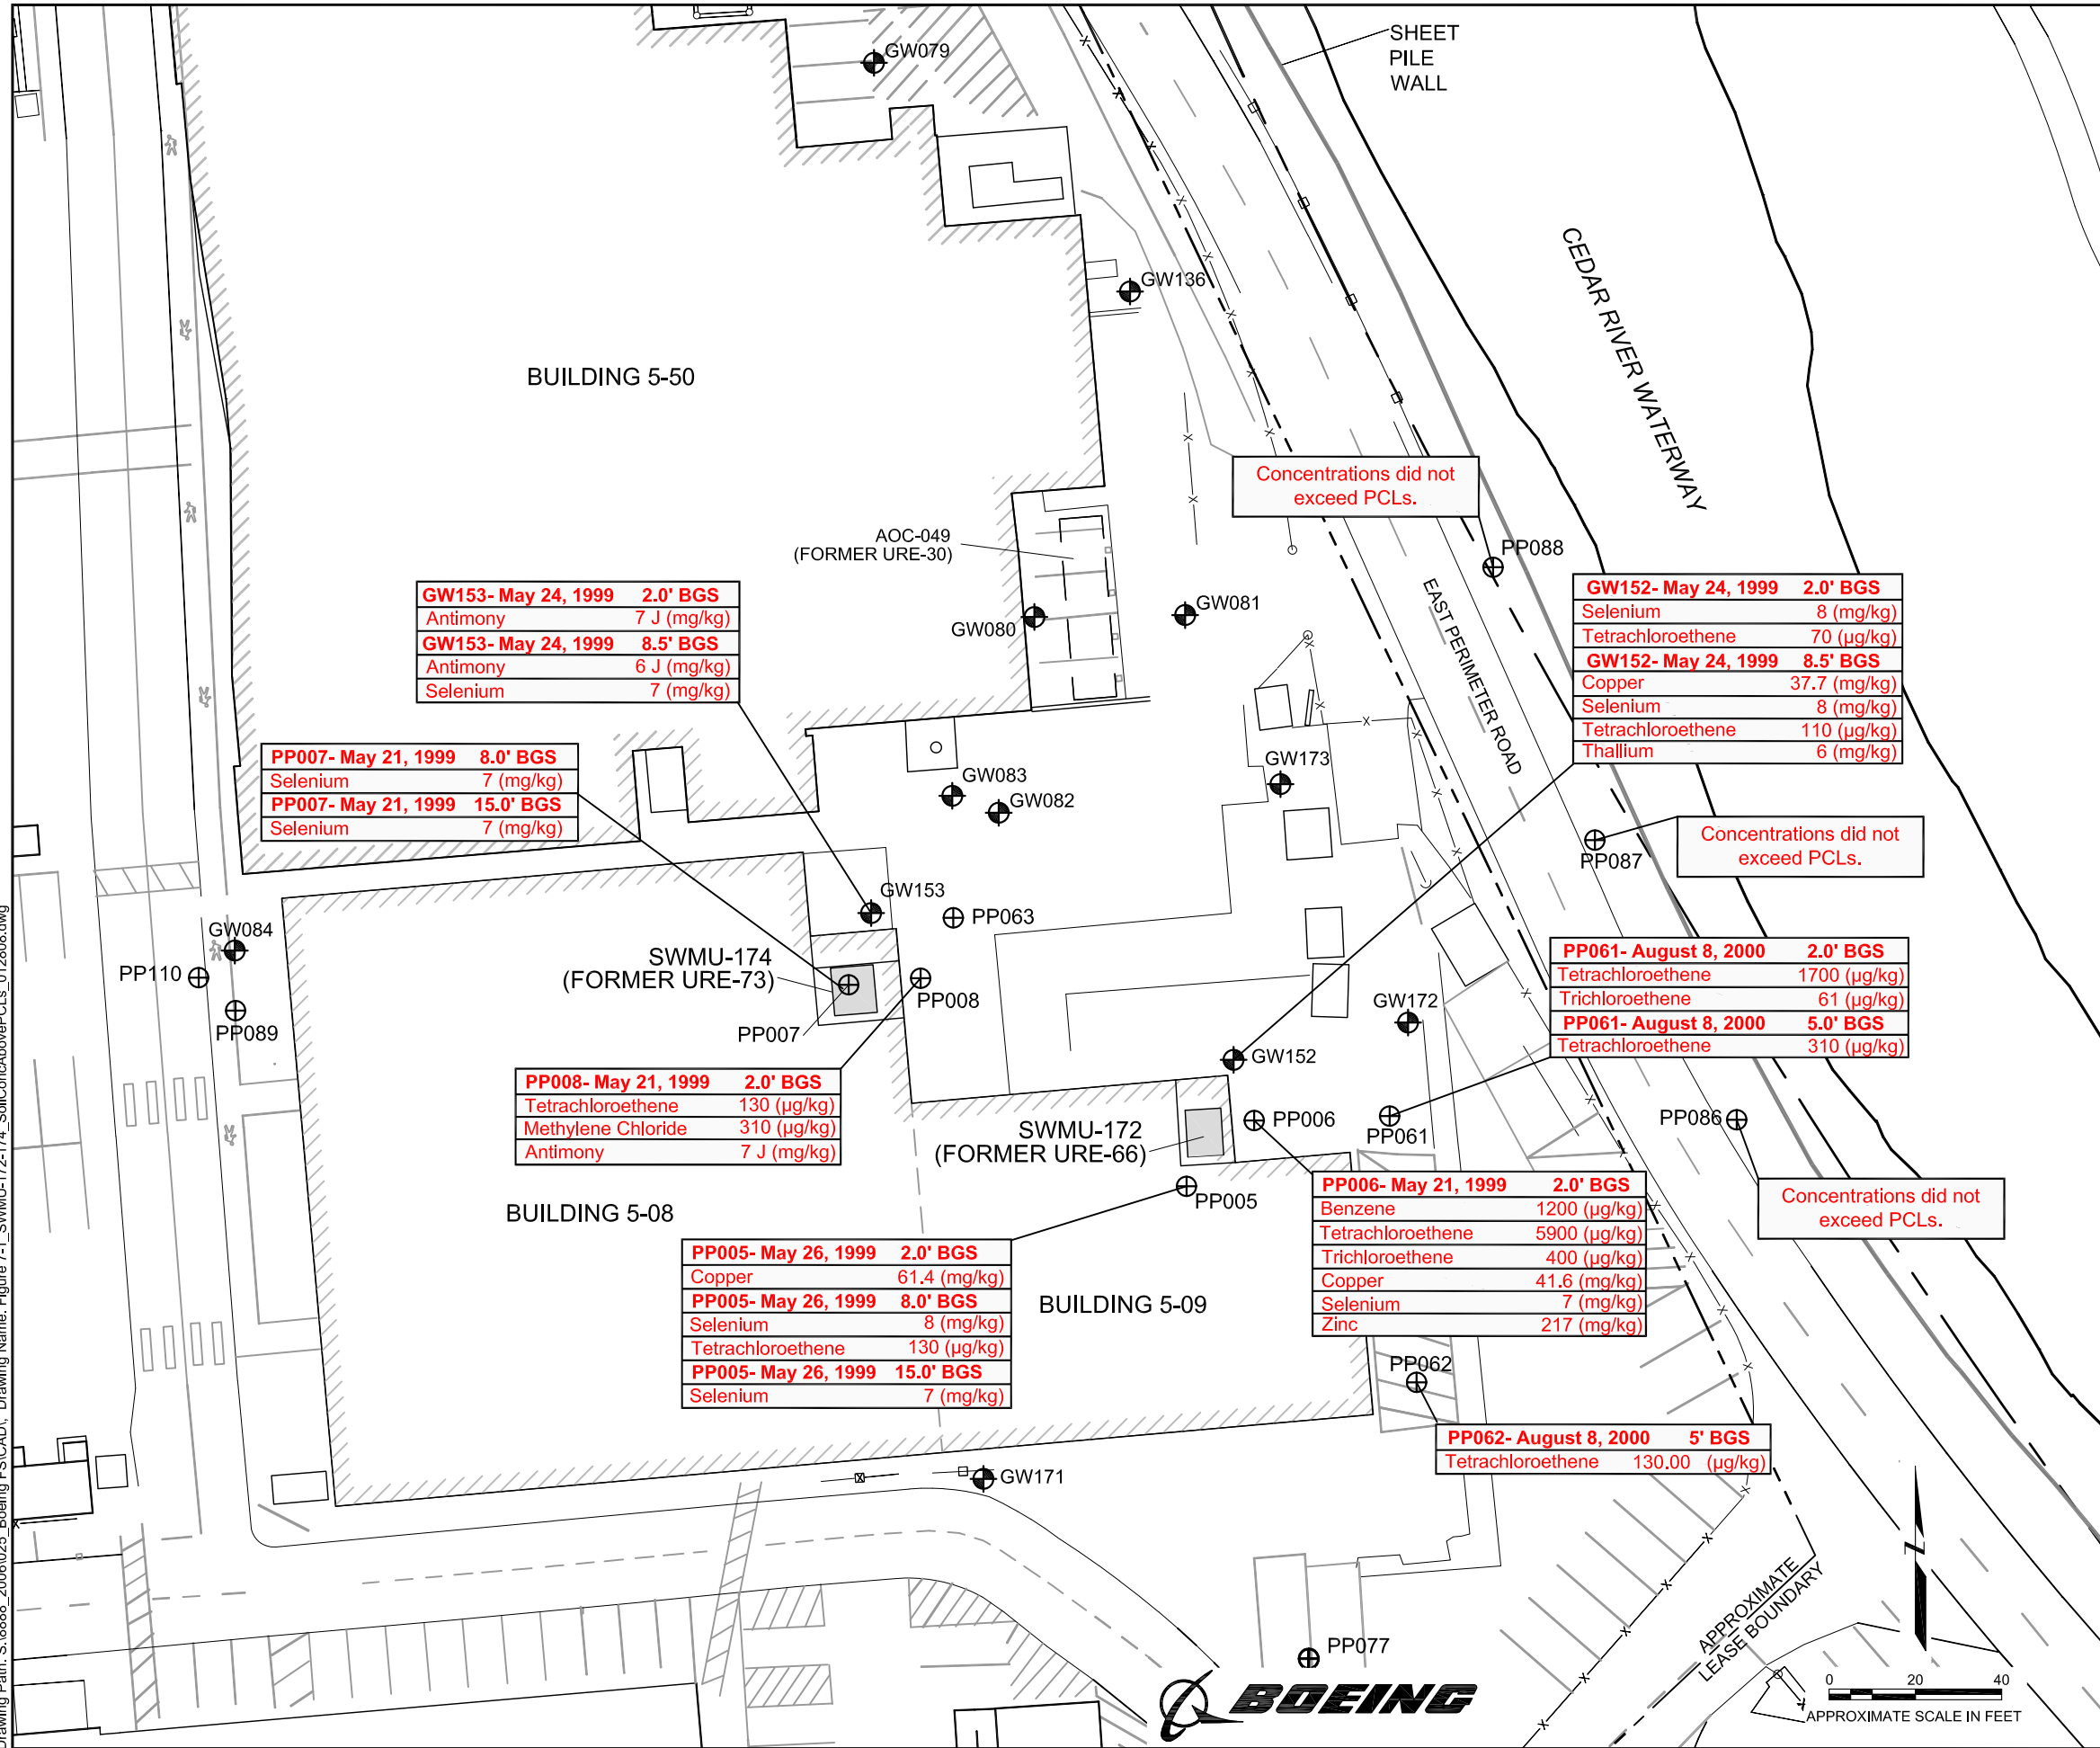 SHEET
PILE
WALL
GW079
GW136
CEDAR RIVER WATERWAY
BUILDING 5-50
Concentrations did not
exceed PCLs.
PP088
AOC-049
(FORMER URE-30)
GW080
GW081
EAST PERIMETER ROAD
GW153- May 24, 1999 2.0' BGS
Antimony 7 J (mg/kg)
GW153- May 24, 1999 8.5' BGS
Antimony 6 J (mg/kg)
Selenium 7 (mg/kg)
GW152- May 24, 1999 2.0' BGS
Selenium 8 (mg/kg)
Tetrachloroethene 70 (µg/kg)
GW152- May 24, 1999 8.5' BGS
Copper 37.7 (mg/kg)
Selenium 8 (mg/kg)
Tetrachloroethene 110 (µg/kg)
Thallium 6 (mg/kg)
PP007- May 21, 1999 8.0' BGS
Selenium 7 (mg/kg)
PP007- May 21, 1999 15.0' BGS
Selenium 7 (mg/kg)
GW083
GW082
GW173
PP087
Concentrations did not
exceed PCLs.
GW153
PP063
GW084
PP110
PP089
SWMU-174
(FORMER URE-73)
PP007
PP008
GW172
GW152
PP061- August 8, 2000 2.0' BGS
Tetrachloroethene 1700 (µg/kg)
Trichloroethene 61 (µg/kg)
PP061- August 8, 2000 5.0' BGS
Tetrachloroethene 310 (µg/kg)
PP008- May 21, 1999 2.0' BGS
Tetrachloroethene 130 (µg/kg)
Methylene Chloride 310 (µg/kg)
Antimony 7 J (mg/kg)
SWMU-172
(FORMER URE-66)
PP006
PP061
PP086
PP005
Concentrations did not
exceed PCLs.
BUILDING 5-08
PP006- May 21, 1999 2.0' BGS
Benzene 1200 (µg/kg)
Tetrachloroethene 5900 (µg/kg)
Trichloroethene 400 (µg/kg)
Copper 41.6 (mg/kg)
Selenium 7 (mg/kg)
Zinc 217 (mg/kg)
PP005- May 26, 1999 2.0' BGS
Copper 61.4 (mg/kg)
PP005- May 26, 1999 8.0' BGS
Selenium 8 (mg/kg)
Tetrachloroethene 130 (µg/kg)
PP005- May 26, 1999 15.0' BGS
Selenium 7 (mg/kg)
BUILDING 5-09
PP062
PP062- August 8, 2000 5' BGS
Tetrachloroethene 130.00 (µg/kg)
GW171
PP077
APPROXIMATE
LEASE BOUNDARY
N
BOEING
0 20 40
APPROXIMATE SCALE IN FEET